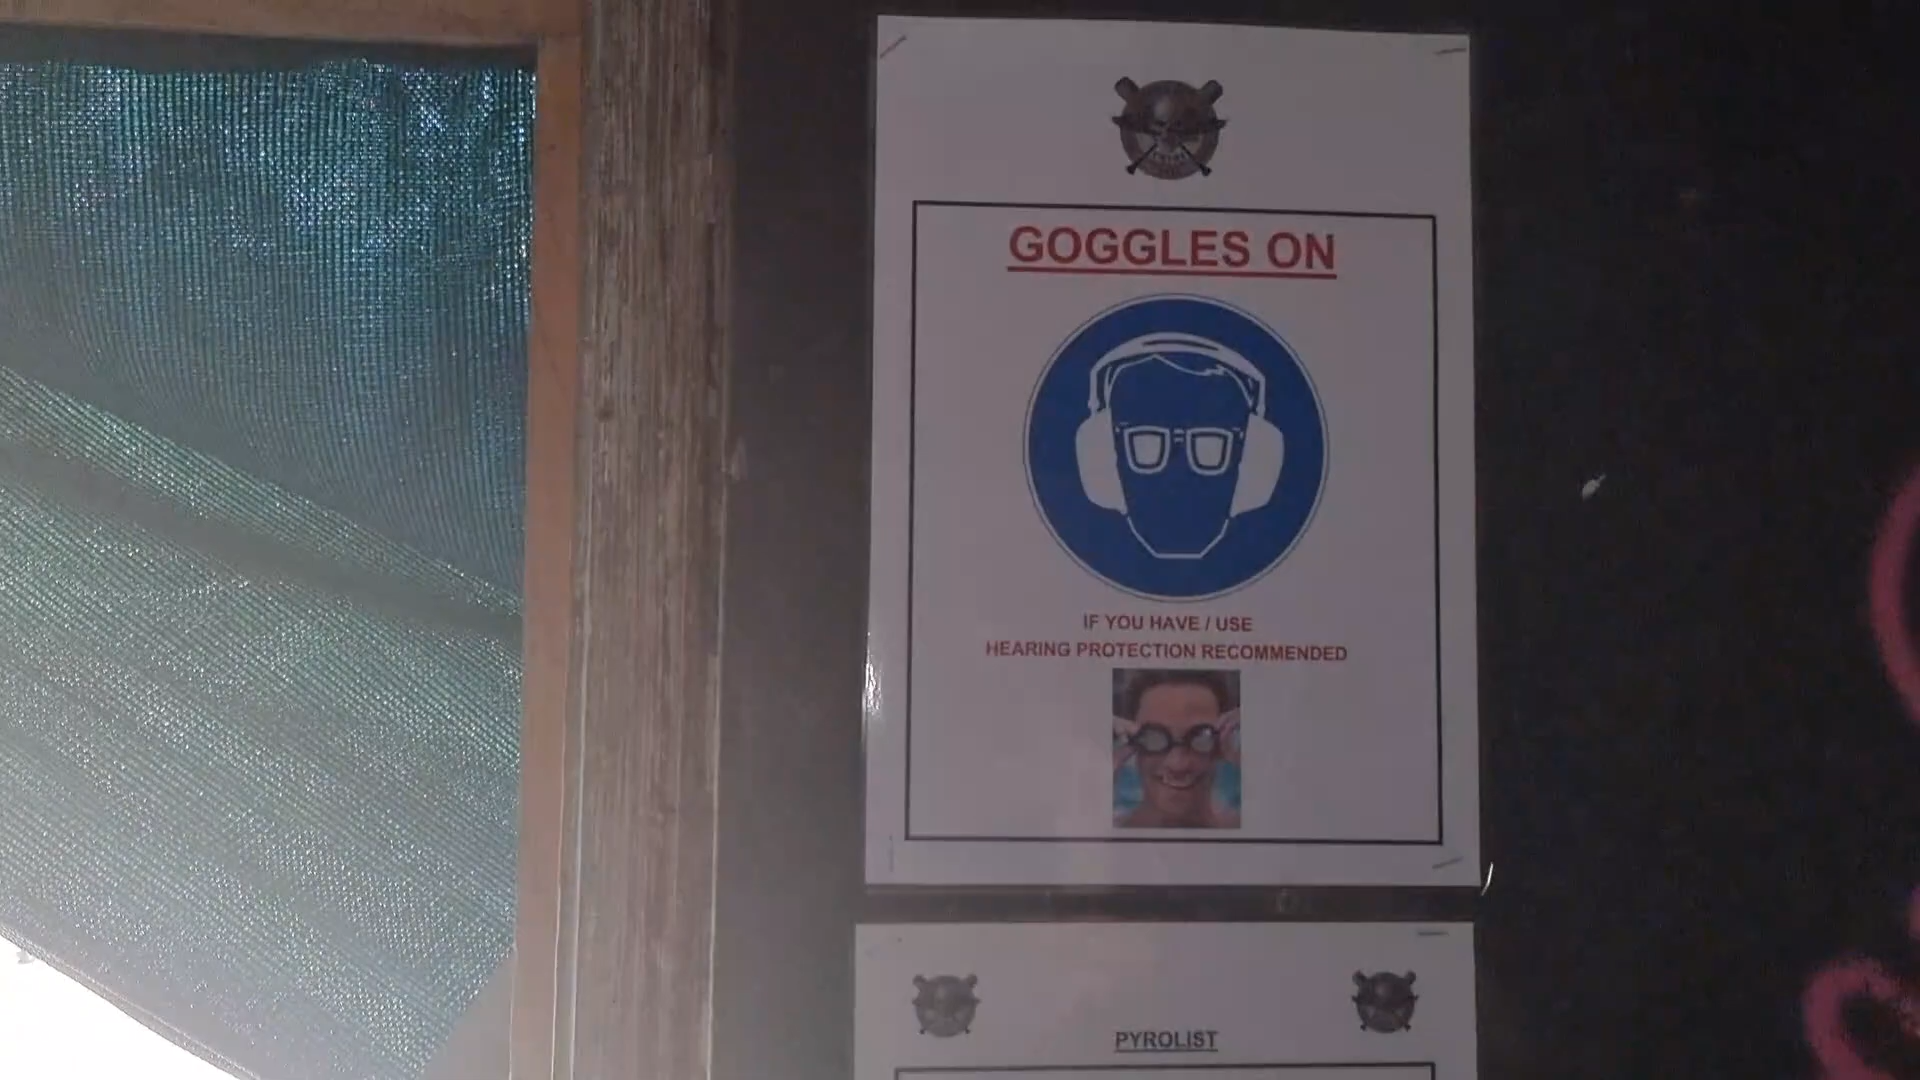 GOGGLES ON
IF YOU HAVE / USE
HEARING PROTECTION RECOMMENDED
PYROLIST